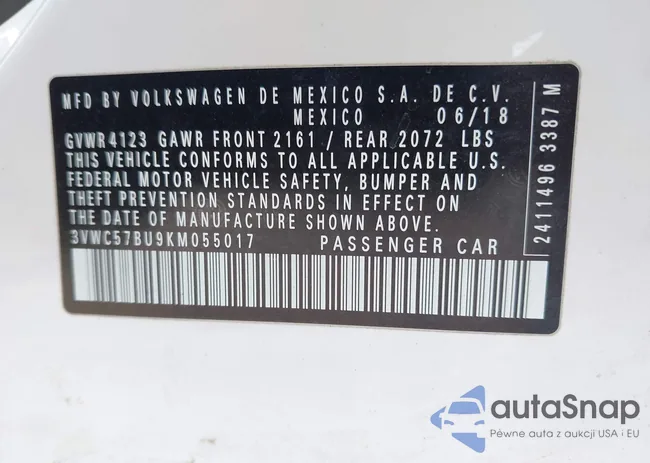 MFD BY VOLKSWAGEN DE MEXICO S.A. DE C.V.
MEXICO 06/18
GVWR4123 GAWR FRONT 2161 / REAR 2072 LBS
THIS VEHICLE CONFORMS TO ALL APPLICABLE U.S.
FEDERAL MOTOR VEHICLE SAFETY, BUMPER AND
THEFT PREVENTION STANDARDS IN EFFECT ON
THE DATE OF MANUFACTURE SHOWN ABOVE.
3VWC57BU9KM055017 PASSENGER CAR
2411496 3387 M
autaSnap
Pewne auta z aukcji USA i EU